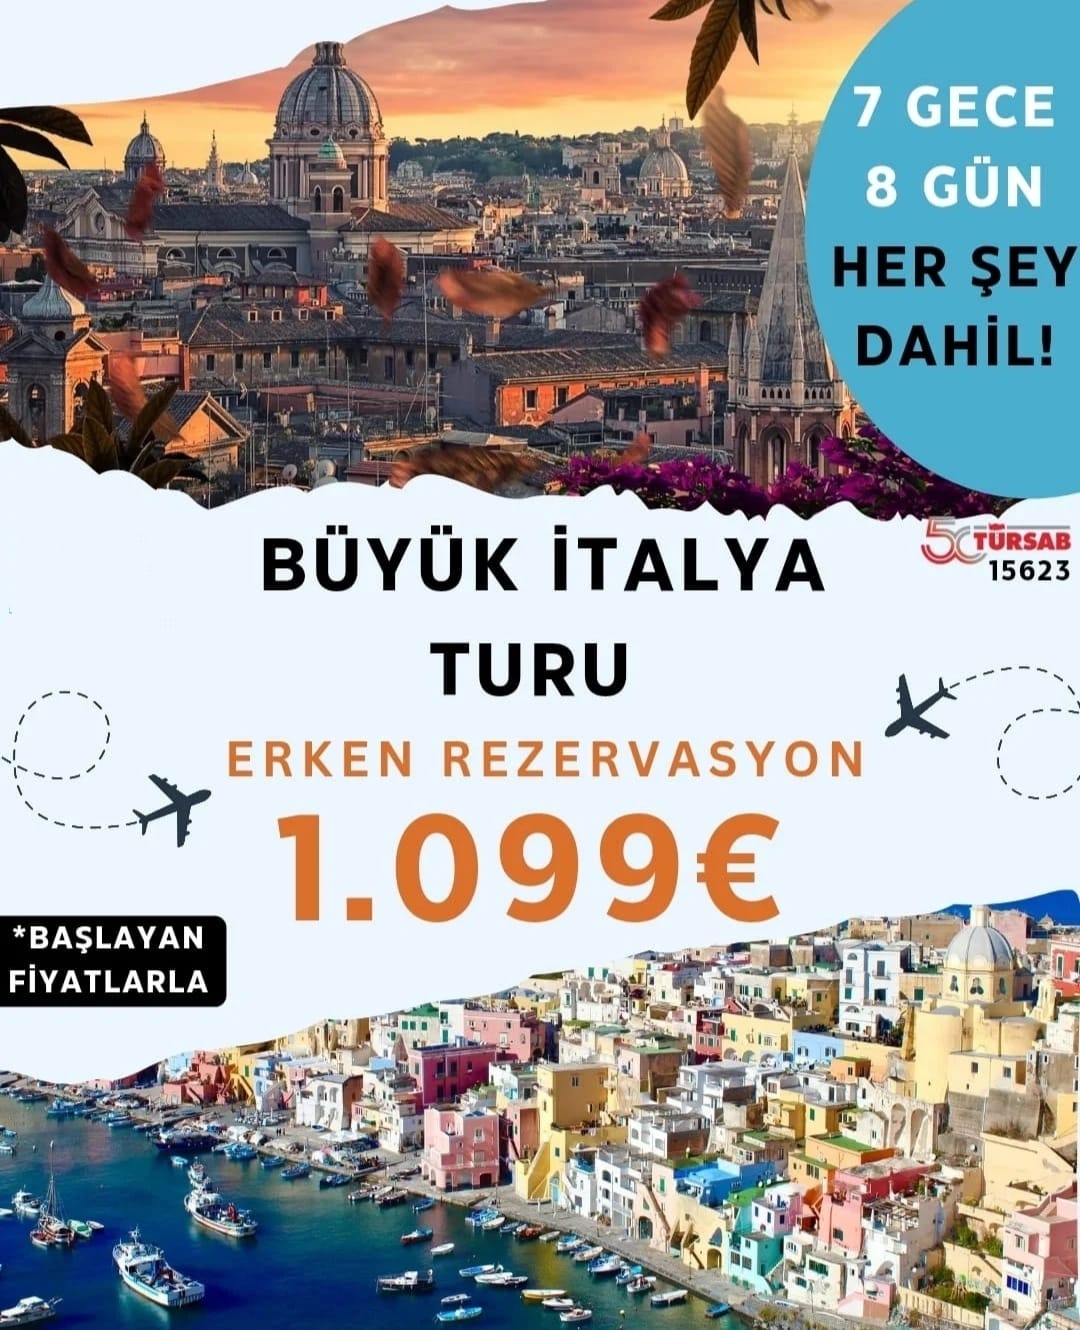 7 GECE
8 GÜN
HER ŞEY
DAHİL!
BÜYÜK İTALYA
TURU
50 TÜRSAB
15623
ERKEN REZERVASYON
1.099€
*BAŞLAYAN
FİYATLARLA